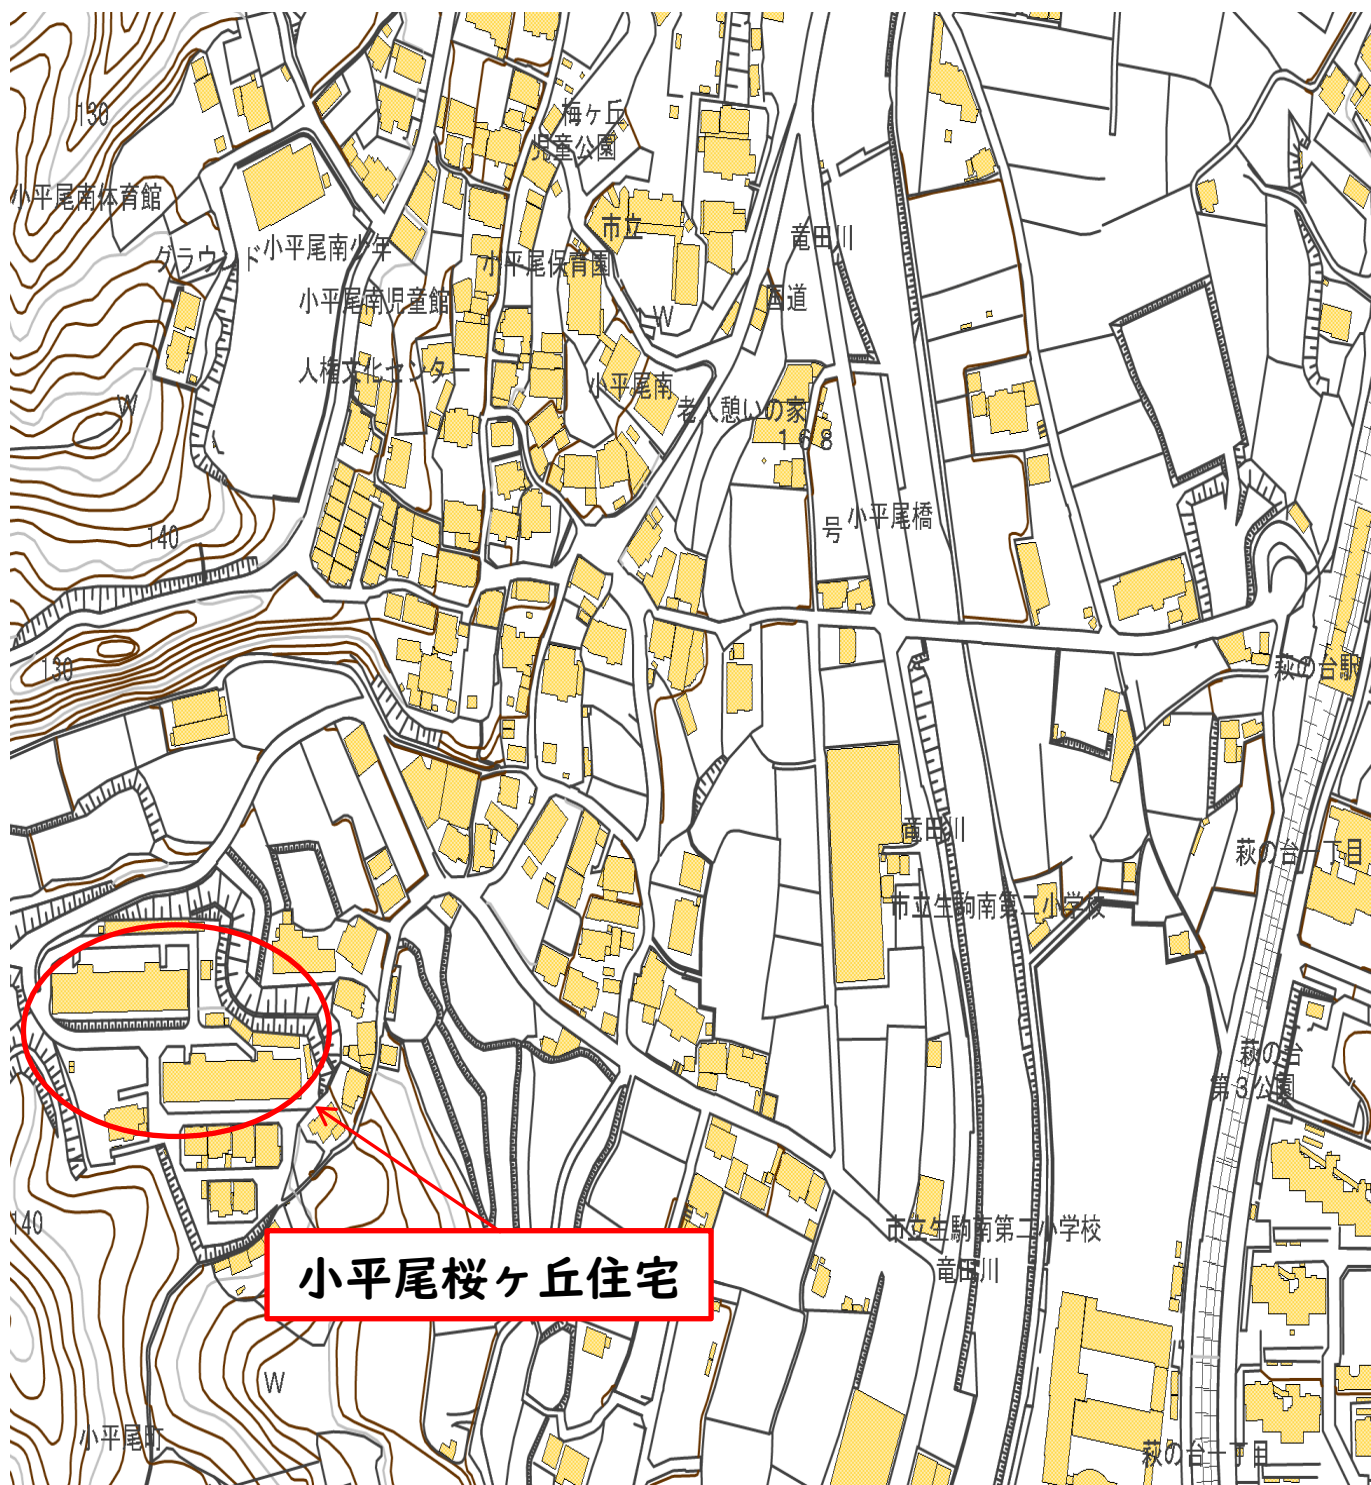 130
梅ヶ丘
児童公園
小平尾南体育館
市立
竜田川
グラウンド
小平尾南少年
小平尾保育園
小平尾南児童館
国道
W
人権文化センター
小平尾南
W
老人憩いの家
168
号
小平尾橋
140
130
萩の台駅
竜田川
萩の台一丁目
市立生駒南第二小学校
萩の台
第3公園
140
市立生駒南第二小学校
竜田川
小平尾桜ヶ丘住宅
W
小平尾町
萩の台一丁目